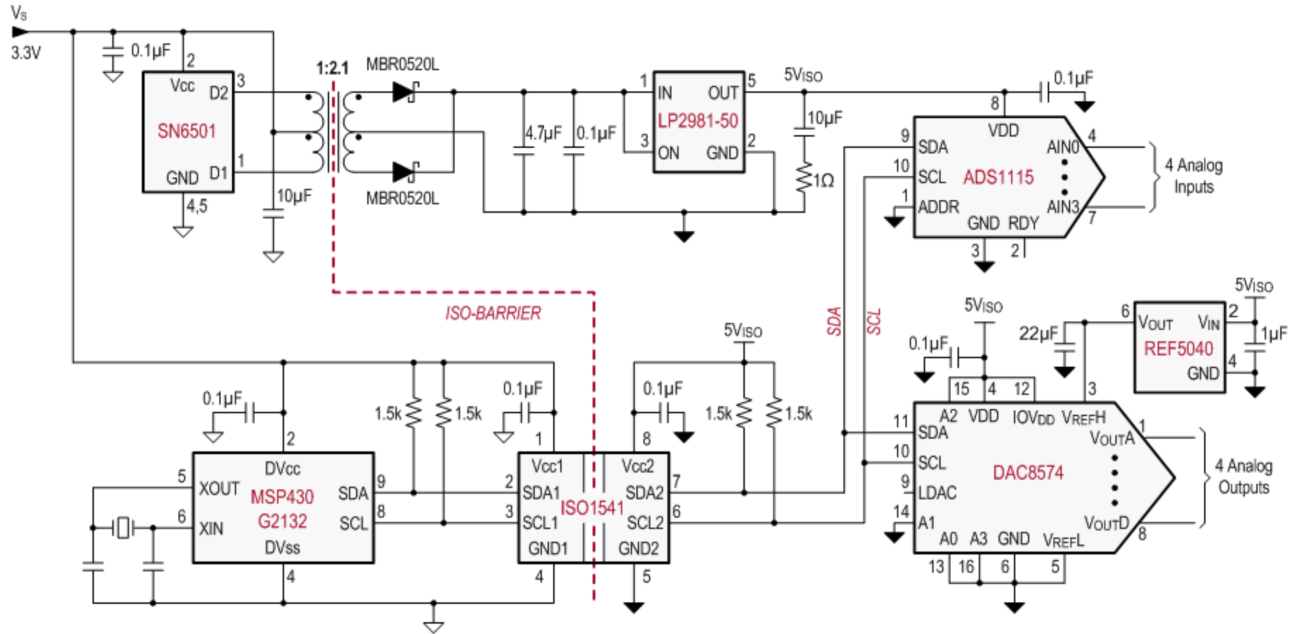 VS
3.3V
0.1µF
2
Vcc
D2
3
SN6501
GND
D1
1
4,5
10µF
1:2.1
MBR0520L
MBR0520L
4.7µF
0.1µF
1
IN
OUT
5
LP2981-50
3
ON
GND
2
5VISO
10µF
1Ω
0.1µF
8
VDD
9
SDA
AIN0
4
10
SCL
ADS1115
1
ADDR
AIN3
7
GND
RDY
3
2
4 Analog
Inputs
ISO-BARRIER
SDA
SCL
0.1µF
2
DVcc
5
XOUT
MSP430
G2132
SDA
9
6
XIN
SCL
8
DVss
4
1.5k
1.5k
0.1µF
1
Vcc1
2
SDA1
3
SCL1
GND1
4
ISO1541
5VISO
0.1µF
8
Vcc2
SDA2
7
SCL2
6
GND2
5
1.5k
1.5k
5VISO
0.1µF
15
4
12
3
A2
VDD
IOVDD
VREFH
11
SDA
10
SCL
9
LDAC
14
A1
DAC8574
VOUTA
1
VOUTD
8
A0
A3
GND
VREFL
13
16
6
5
4 Analog
Outputs
22µF
6
VOUT
VIN
2
REF5040
GND
4
5VISO
1µF